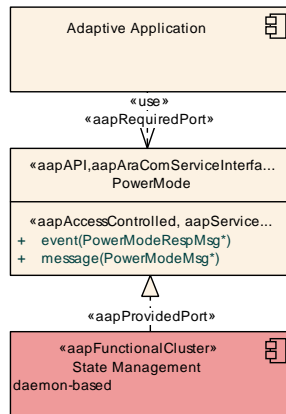 Adaptive Application
«use»
«aapRequiredPort»
«aapAPI,aapAraComServiceInterfa...
PowerMode
«aapAccessControlled, aapService...
+ event(PowerModeRespMsg*)
+ message(PowerModeMsg*)
«aapProvidedPort»
«aapFunctionalCluster»
State Management
daemon-based